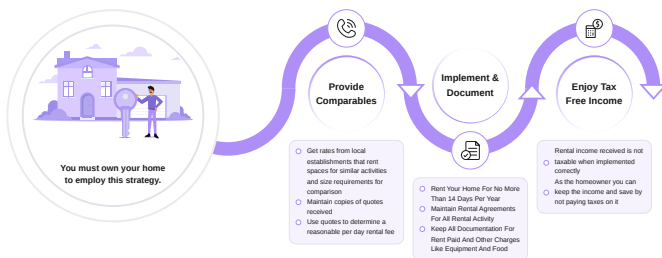 You must own your home
to employ this strategy.
Provide
Comparables
Get rates from local
establishments that rent
spaces for similar activities
and size requirements for
comparison
Maintain copies of quotes
received
Use quotes to determine a
reasonable per day rental fee
Implement &
Document
Rent Your Home For No More
Than 14 Days Per Year
Maintain Rental Agreements
For All Rental Activity
Keep All Documentation For
Rent Paid And Other Charges
Like Equipment And Food
Enjoy Tax
Free Income
Rental income received is not
taxable when implemented
correctly
As the homeowner you can
keep the income and save by
not paying taxes on it